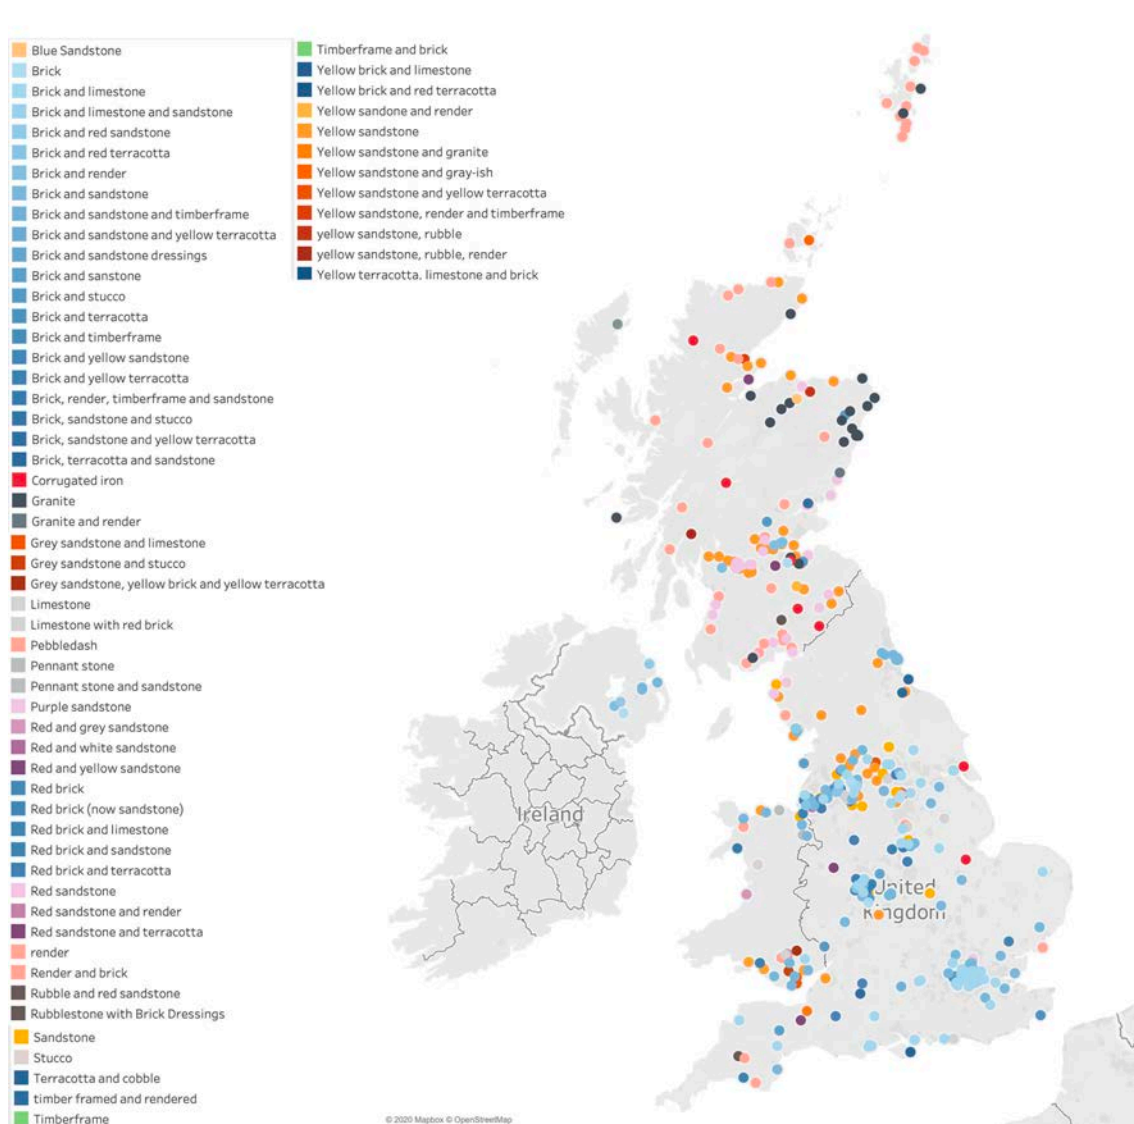 Blue Sandstone
Brick
Brick and limestone
Brick and limestone and sandstone
Brick and red sandstone
Brick and red terracotta
Brick and render
Brick and sandstone
Brick and sandstone and timberframe
Brick and sandstone and yellow terracotta
Brick and sandstone dressings
Brick and sanstone
Brick and stucco
Brick and terracotta
Brick and timberframe
Brick and yellow sandstone
Brick and yellow terracotta
Brick, render, timberframe and sandstone
Brick, sandstone and stucco
Brick, sandstone and yellow terracotta
Brick, terracotta and sandstone
Corrugated iron
Granite
Granite and render
Grey sandstone and limestone
Grey sandstone and stucco
Grey sandstone, yellow brick and yellow terracotta
Limestone
Limestone with red brick
Pebbledash
Pennant stone
Pennant stone and sandstone
Purple sandstone
Red and grey sandstone
Red and white sandstone
Red and yellow sandstone
Red brick
Red brick (now sandstone)
Red brick and limestone
Red brick and sandstone
Red brick and terracotta
Red sandstone
Red sandstone and render
Red sandstone and terracotta
render
Render and brick
Rubble and red sandstone
Rubblestone with Brick Dressings
Sandstone
Stucco
Terracotta and cobble
timber framed and rendered
Timberframe
Timberframe and brick
Yellow brick and limestone
Yellow brick and red terracotta
Yellow sandone and render
Yellow sandstone
Yellow sandstone and granite
Yellow sandstone and gray-ish
Yellow sandstone and yellow terracotta
Yellow sandstone, render and timberframe
yellow sandstone, rubble
yellow sandstone, rubble, render
Yellow terracotta, limestone and brick
Ireland
United
Kingdom
© 2020 Mapbox © OpenStreetMap